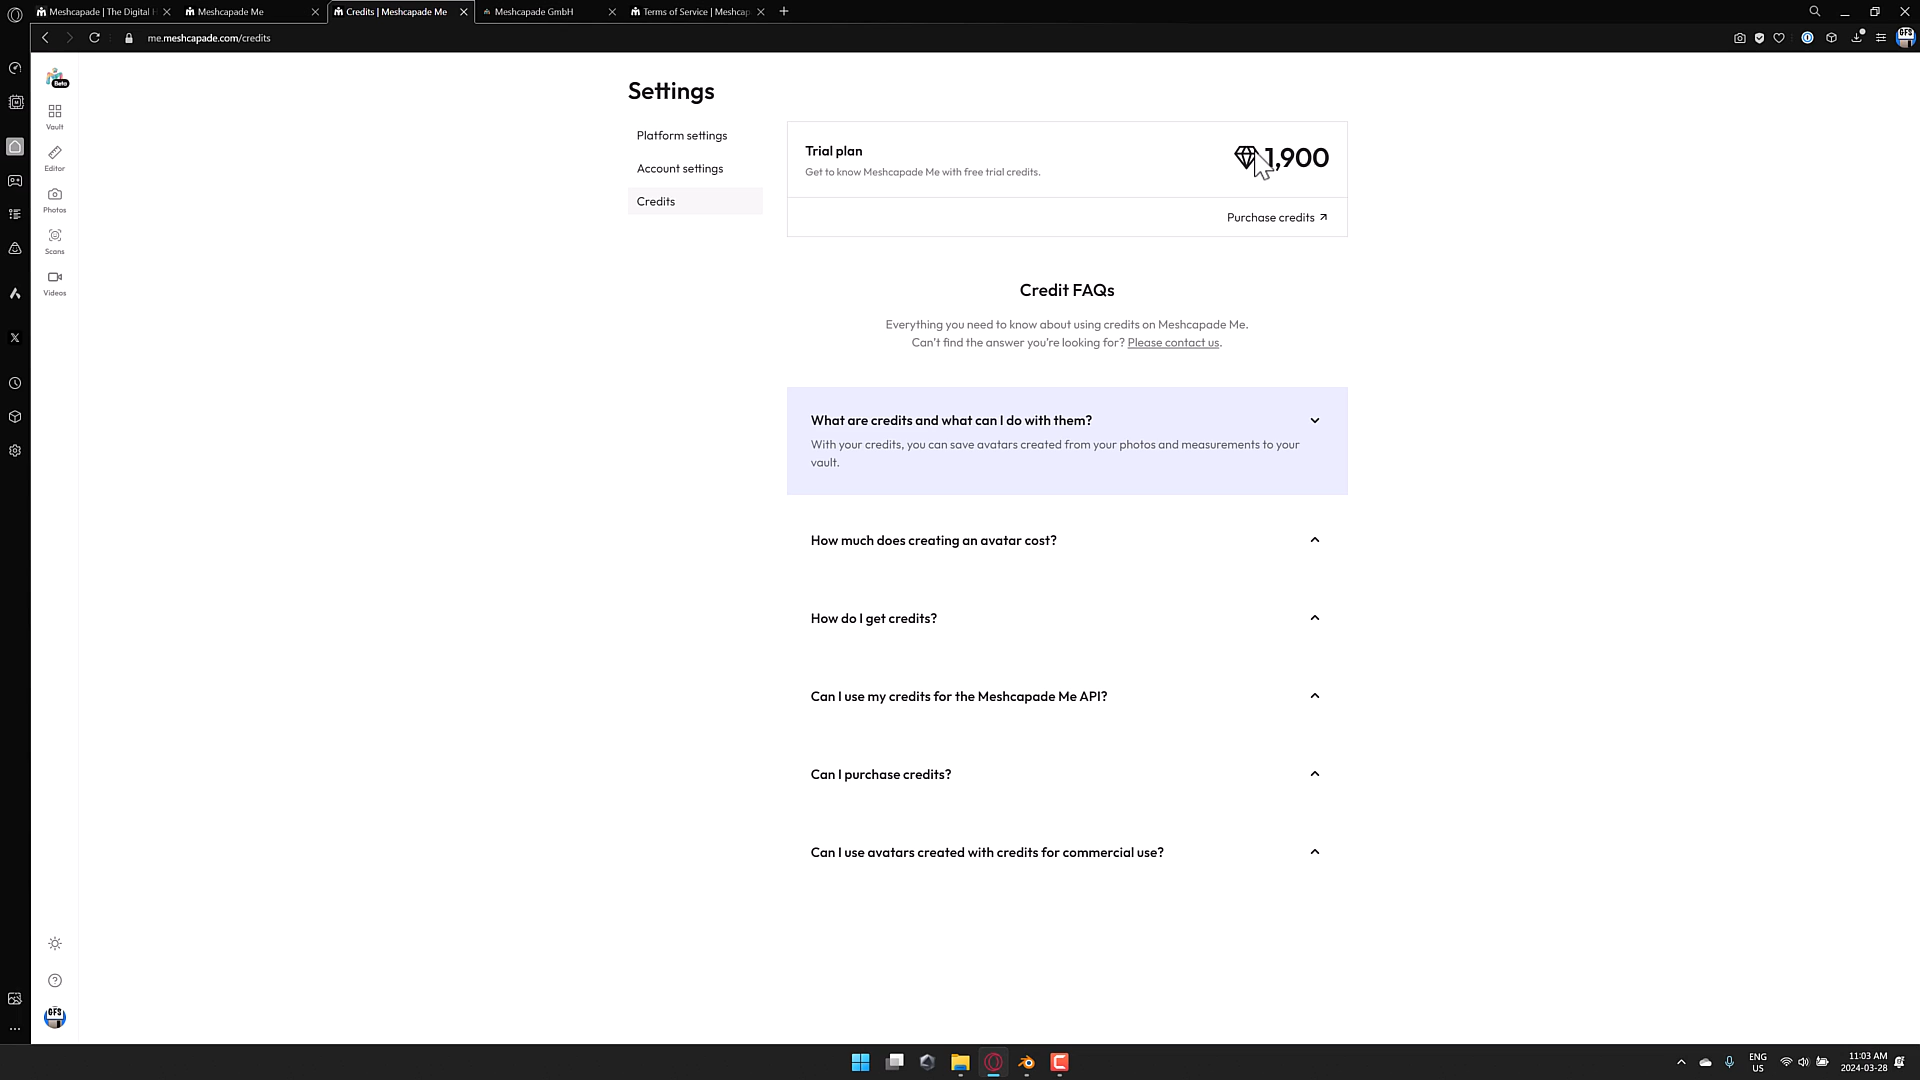 Meshcapade | The Digital H
Meshcapade Me
Credits | Meshcapade Me
Meshcapade GmbH
Terms of Service | Meshcap
me.meshcapade.com/credits
GFS
Beta
Vault
Editor
Photos
Scans
Videos
Settings
Platform settings
Account settings
Credits
Trial plan
Get to know Meshcapade Me with free trial credits.
1,900
Purchase credits
Credit FAQs
Everything you need to know about using credits on Meshcapade Me.
Can't find the answer you're looking for? Please contact us.
What are credits and what can I do with them?
With your credits, you can save avatars created from your photos and measurements to your
vault.
How much does creating an avatar cost?
How do I get credits?
Can I use my credits for the Meshcapade Me API?
Can I purchase credits?
Can I use avatars created with credits for commercial use?
GFS
ENG
US
11:03 AM
2024-03-28